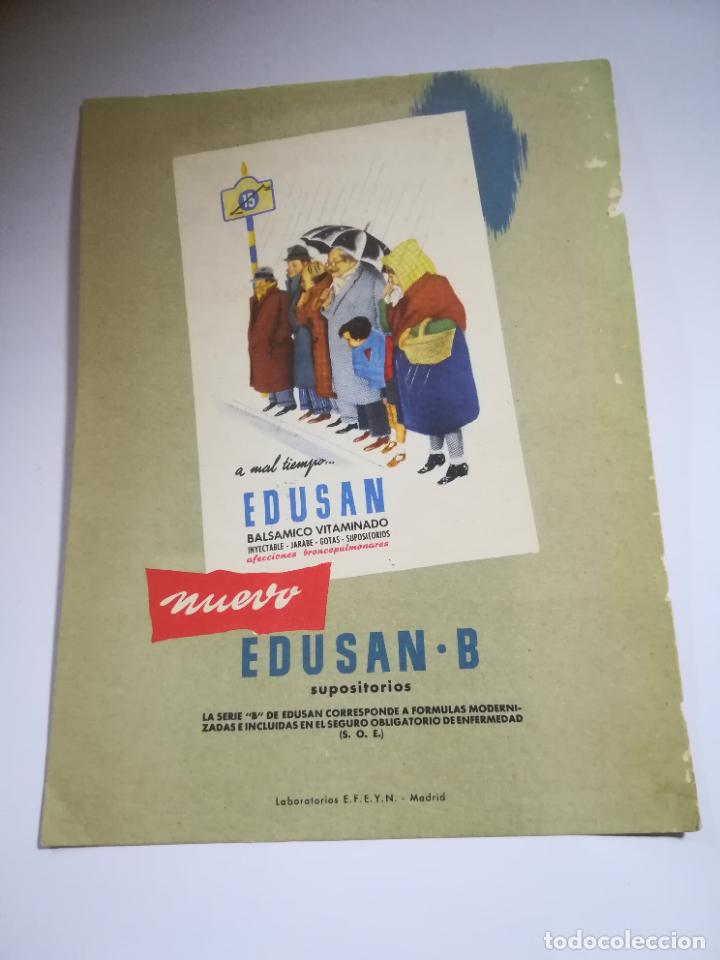 15
a mal tiempo...
EDUSAN
BALSAMICO VITAMINADO
INYECTABLE - JARABE - GOTAS - SUPOSITORIOS
afecciones broncopulmonares
nuevo
EDUSAN·B
supositorios
LA SERIE "B" DE EDUSAN CORRESPONDE A FORMULAS MODERNI-
ZADAS E INCLUIDAS EN EL SEGURO OBLIGATORIO DE ENFERMEDAD
(S. O. E.)
Laboratorios E.F.E.Y.N. - Madrid
todocoleccion